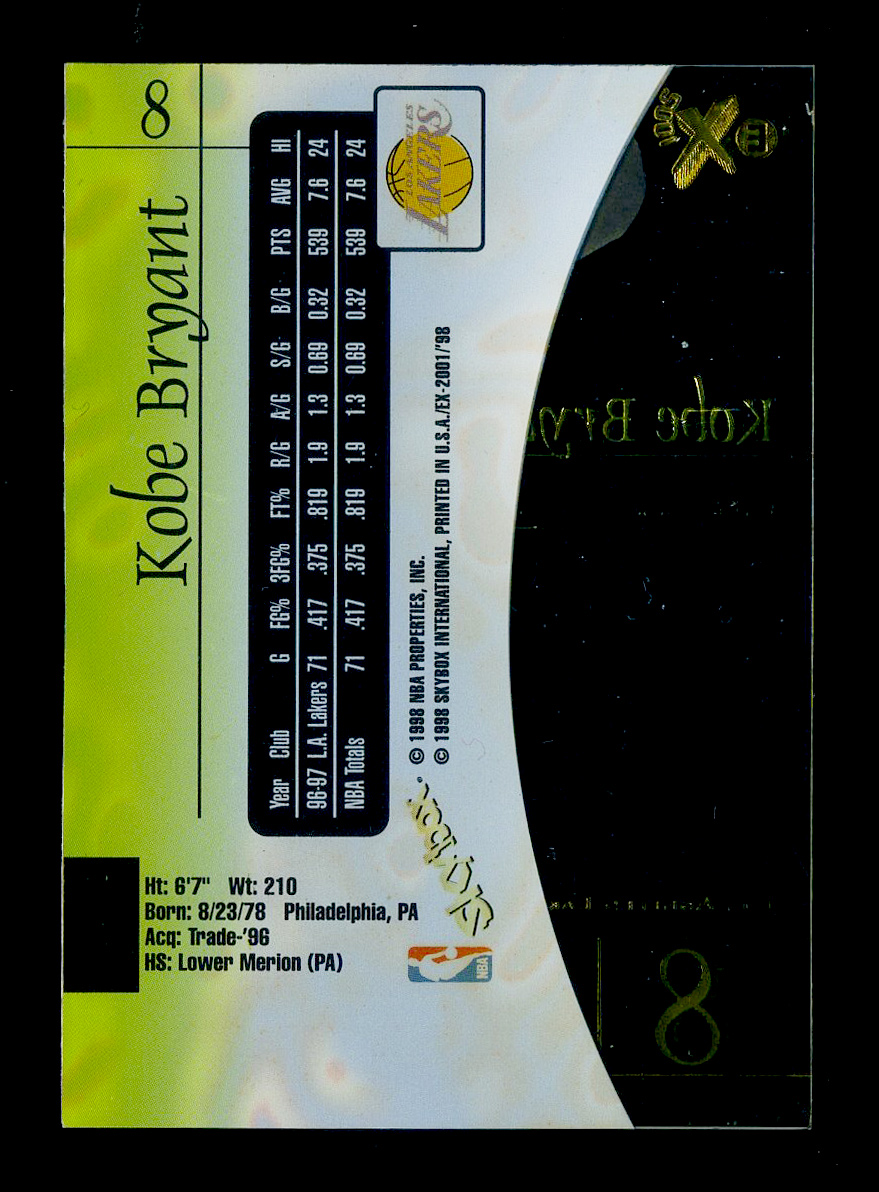 8
Kobe Bryant
Year Club G FG% 3FG% FT% R/G A/G S/G B/G PTS AVG HI
96-97 L.A. Lakers 71 .417 .375 .819 1.9 1.3 0.69 0.32 539 7.6 24
NBA Totals 71 .417 .375 .819 1.9 1.3 0.69 0.32 539 7.6 24
LOS ANGELES
LAKERS
© 1998 NBA PROPERTIES, INC.
© 1998 SKYBOX INTERNATIONAL, PRINTED IN U.S.A./EX-2001/'98
Ht: 6'7" Wt: 210
Born: 8/23/78 Philadelphia, PA
Acq: Trade-'96
HS: Lower Merion (PA)
SkyBox
NBA
Kobe Brya
8